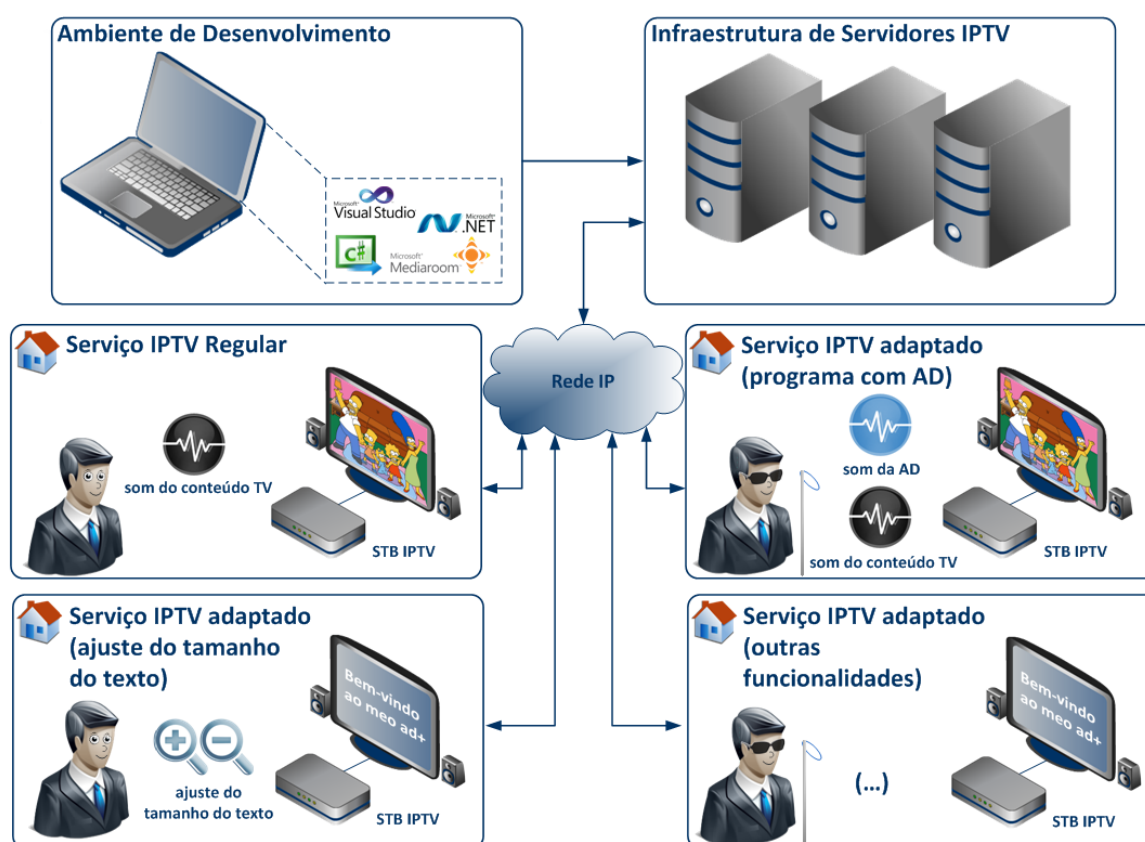 Ambiente de Desenvolvimento
Microsoft®
Visual Studio
Microsoft®
.NET
C#
Microsoft®
Mediaroom™
Infraestrutura de Servidores IPTV
Rede IP
Serviço IPTV Regular
som do conteúdo TV
STB IPTV
Serviço IPTV adaptado
(programa com AD)
som da AD
som do conteúdo TV
STB IPTV
Serviço IPTV adaptado
(ajuste do tamanho
do texto)
Bem-vindo
ao meo ad+
ajuste do
tamanho do texto
STB IPTV
Serviço IPTV adaptado
(outras
funcionalidades)
Bem-vindo
ao meo ad+
(...)
STB IPTV